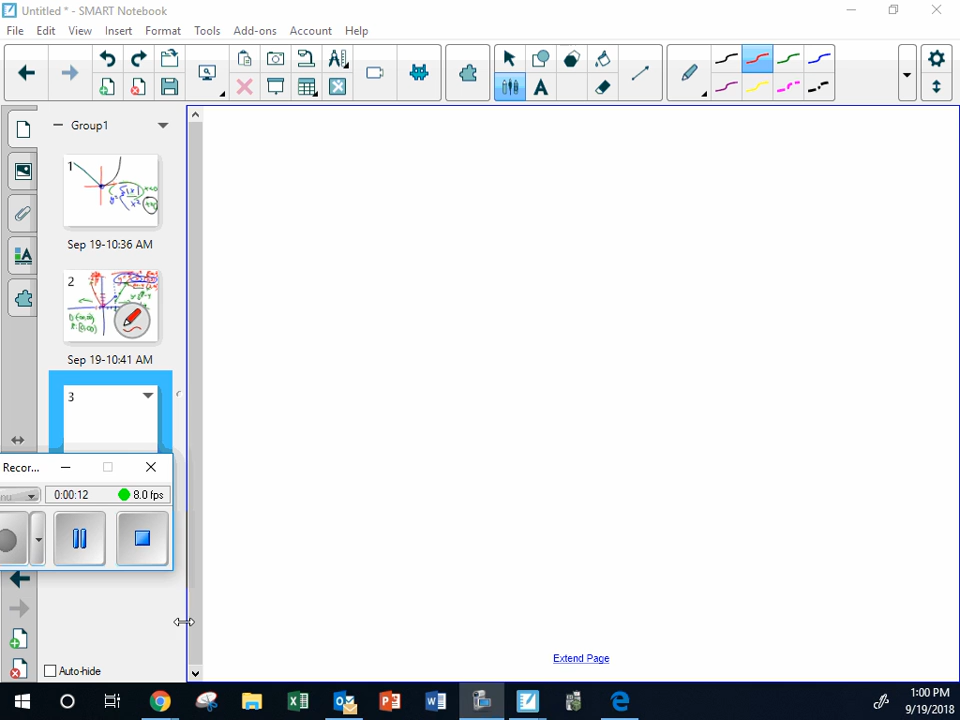 Untitled * - SMART Notebook
File Edit View Insert Format Tools Add-ons Account Help
Group1
1
Sep 19-10:36 AM
2
Sep 19-10:41 AM
3
Recor...
0:00:12 8.0 fps
Auto-hide
Extend Page
1:00 PM
9/19/2018